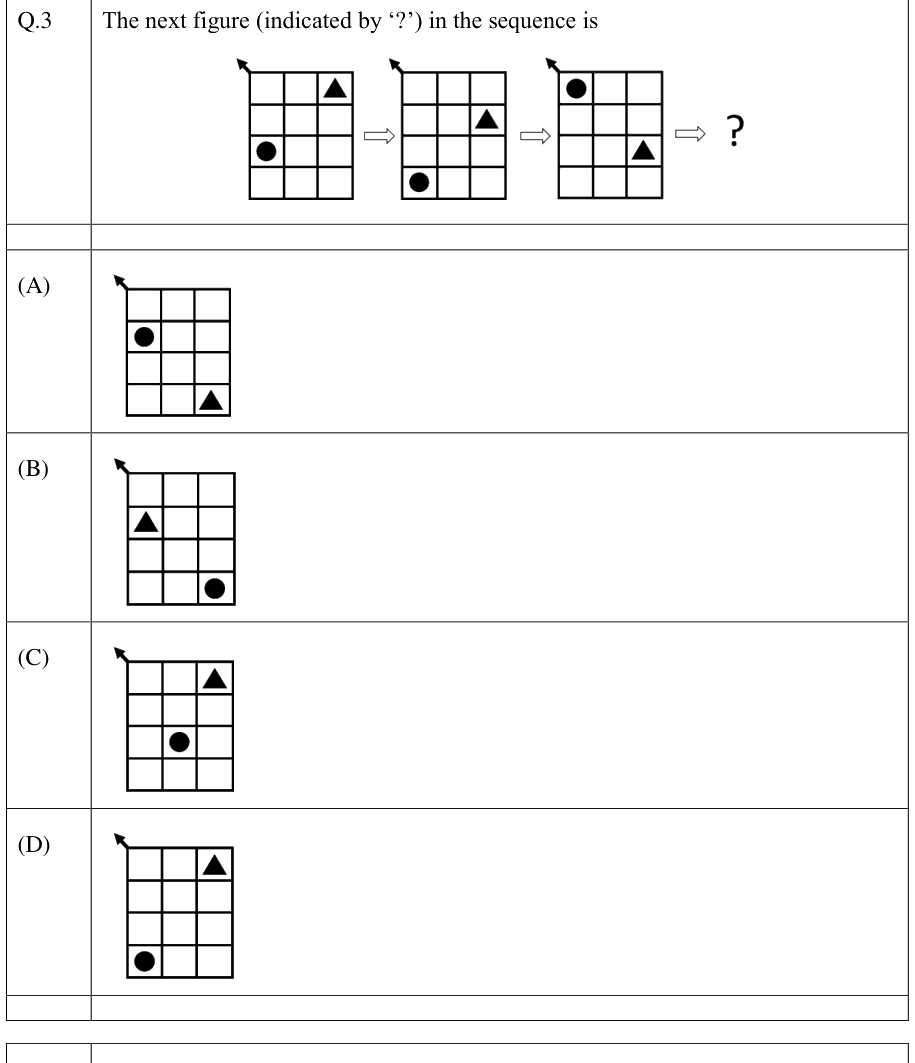 Q.3 The next figure (indicated by ‘?’) in the sequence is
?
(A)
(B)
(C)
(D)